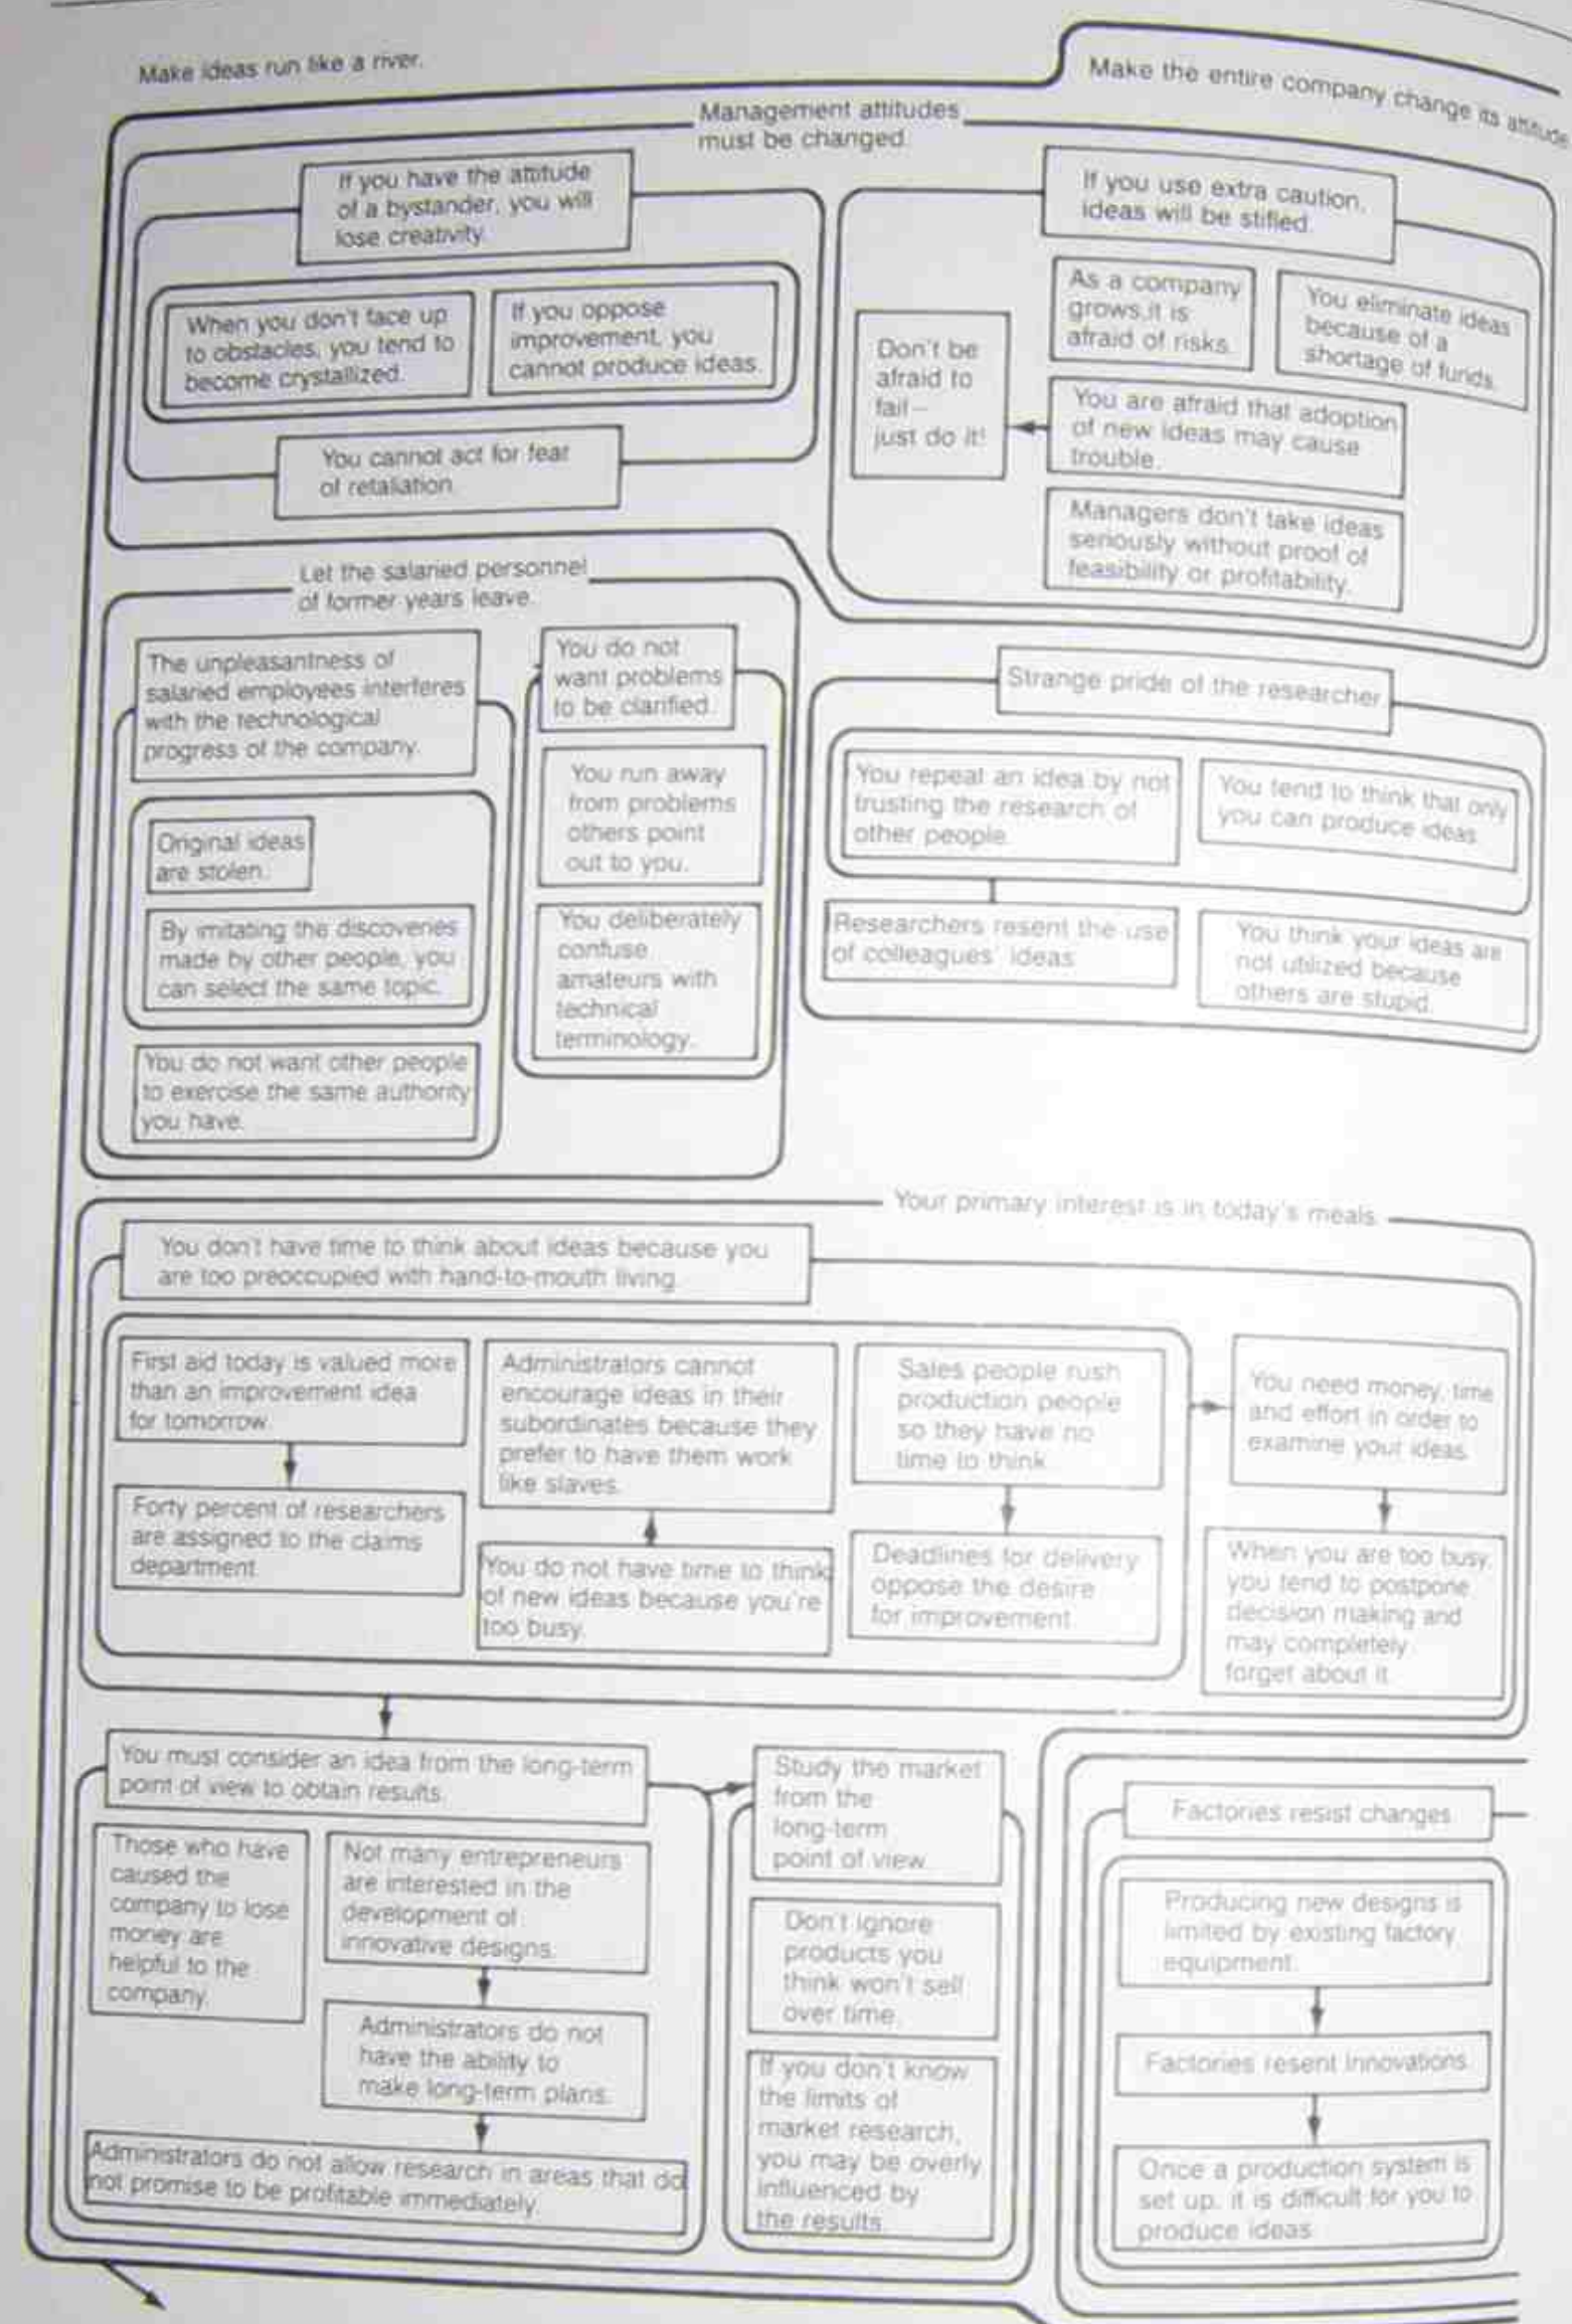 Make ideas run like a river.
Make the entire company change its attitude
Management attitudes
must be changed.
If you have the attitude
of a bystander, you will
lose creativity.
When you don't face up
to obstacles, you tend to
become crystallized.
If you oppose
improvement, you
cannot produce ideas.
You cannot act for fear
of retaliation.
If you use extra caution,
ideas will be stifled.
As a company
grows, it is
afraid of risks.
You eliminate ideas
because of a
shortage of funds.
Don't be
afraid to
fail—
just do it!
You are afraid that adoption
of new ideas may cause
trouble.
Managers don't take ideas
seriously without proof of
feasibility or profitability.
Let the salaried personnel
of former years leave.
The unpleasantness of
salaried employees interferes
with the technological
progress of the company.
Original ideas
are stolen.
By imitating the discoveries
made by other people, you
can select the same topic.
You do not want other people
to exercise the same authority
you have.
You do not
want problems
to be clarified.
You run away
from problems
others point
out to you.
You deliberately
confuse
amateurs with
technical
terminology.
Strange pride of the researcher
You repeat an idea by not
trusting the research of
other people.
You tend to think that only
you can produce ideas
Researchers resent the use
of colleagues' ideas
You think your ideas are
not utilized because
others are stupid.
Your primary interest is in today's meals.
You don't have time to think about ideas because you
are too preoccupied with hand-to-mouth living.
First aid today is valued more
than an improvement idea
for tomorrow.
Forty percent of researchers
are assigned to the claims
department.
Administrators cannot
encourage ideas in their
subordinates because they
prefer to have them work
like slaves.
You do not have time to think
of new ideas because you're
too busy.
Sales people rush
production people
so they have no
time to think
Deadlines for delivery
oppose the desire
for improvement.
You need money, time
and effort in order to
examine your ideas.
When you are too busy,
you tend to postpone
decision making and
may completely
forget about it.
You must consider an idea from the long-term
point of view to obtain results.
Those who have
caused the
company to lose
money are
helpful to the
company.
Not many entrepreneurs
are interested in the
development of
innovative designs.
Administrators do not
have the ability to
make long-term plans.
Administrators do not allow research in areas that do
not promise to be profitable immediately.
Study the market
from the
long-term
point of view.
Don't ignore
products you
think won't sell
over time.
If you don't know
the limits of
market research,
you may be overly
influenced by
the results.
Factories resist changes
Producing new designs is
limited by existing factory
equipment.
Factories resent innovations.
Once a production system is
set up, it is difficult for you to
produce ideas